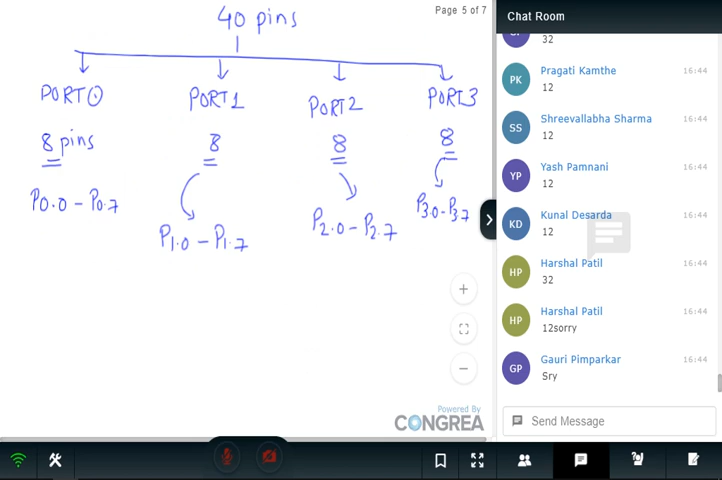 40 pins
Page 5 of 7
PORT0 PORT1 PORT2 PORT3
8 pins 8 8 8
P0.0 - P0.7
P1.0 - P1.7
P2.0 - P2.7
P3.0 - P3.7
Powered By
CONGREA
Chat Room
32
PK
Pragati Kamthe
16:44
12
SS
Shreevallabha Sharma
16:44
12
YP
Yash Pamnani
16:44
12
KD
Kunal Desarda
16:44
12
HP
Harshal Patil
16:44
32
HP
Harshal Patil
16:44
12sorry
GP
Gauri Pimparkar
16:44
Sry
Send Message